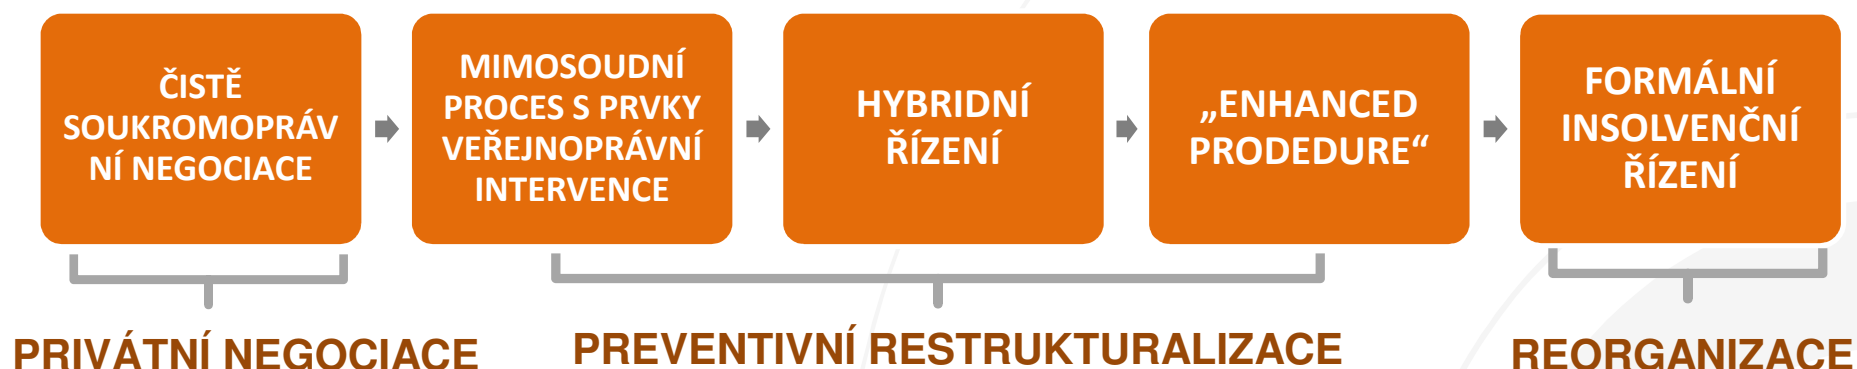 ČISTĚ
SOUKROMOPRÁV
NÍ NEGOCIACE
MIMOSOUDNÍ
PROCES S PRVKY
VEŘEJNOPRÁVNÍ
INTERVENCE
HYBRIDNÍ
ŘÍZENÍ
„ENHANCED
PRODEDURE“
FORMÁLNÍ
INSOLVENČNÍ
ŘÍZENÍ
PRIVÁTNÍ NEGOCIACE
PREVENTIVNÍ RESTRUKTURALIZACE
REORGANIZACE